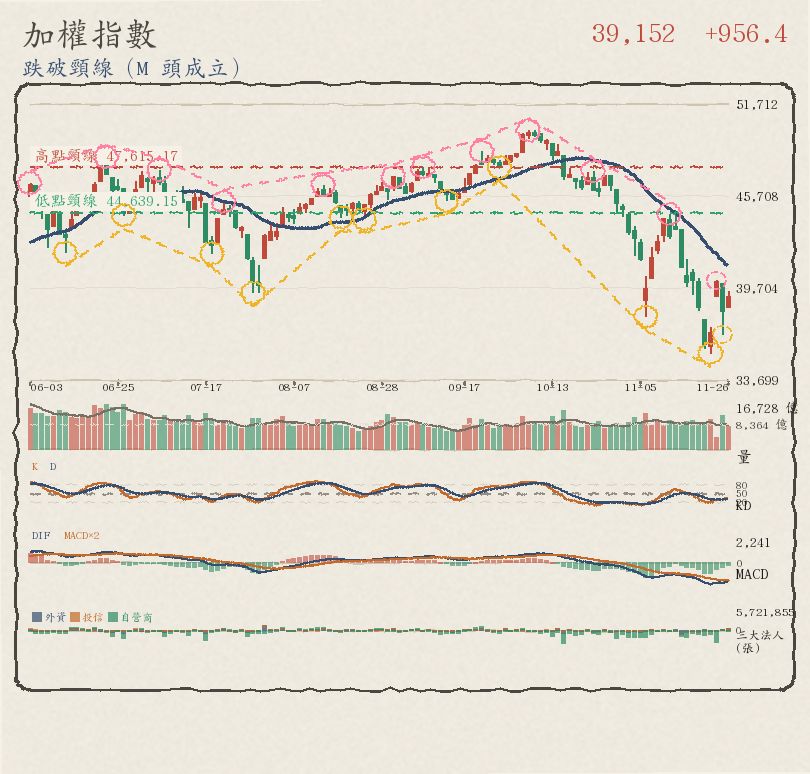 加權指數
39,152 +956.4
跌破頸線 (M 頭成立)
51,712
高點頸線 47,615.17
低點頸線 44,639.15
45,708
39,704
33,699
06-03 06-25 07-17 08-07 08-28 09-17 10-13 11-05 11-26
16,728 億
8,364 億
量
K D
80
50
KD
DIF MACD×2
2,241
0
MACD
外資 投信 自營商
5,721,855
0
三大法人
(張)